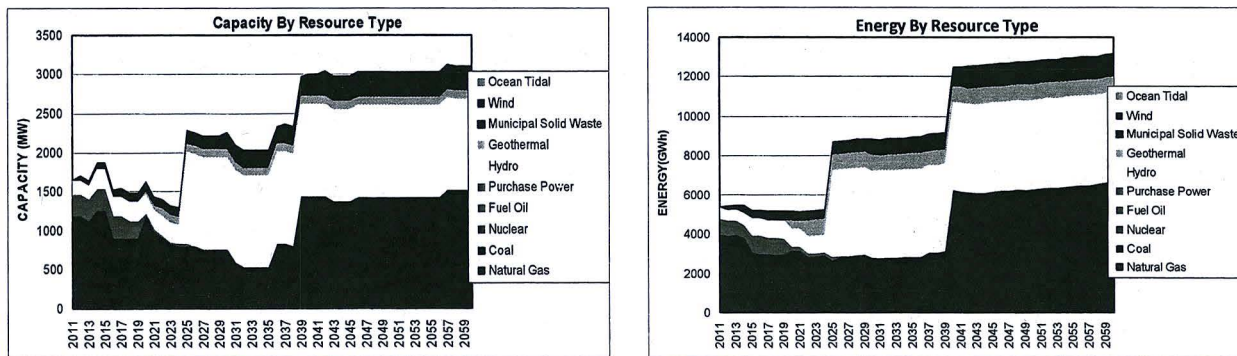 Capacity By Resource Type
3500
3000
2500
2000
1500
1000
500
0
CAPACITY (MW)
2011
2013
2015
2017
2019
2021
2023
2025
2027
2029
2031
2033
2035
2037
2039
2041
2043
2045
2047
2049
2051
2053
2055
2057
2059
Ocean Tidal
Wind
Municipal Solid Waste
Geothermal
Hydro
Purchase Power
Fuel Oil
Nuclear
Coal
Natural Gas
Energy By Resource Type
14000
12000
10000
8000
6000
4000
2000
0
ENERGY(GWh)
2011
2013
2015
2017
2019
2021
2023
2025
2027
2029
2031
2033
2035
2037
2039
2041
2043
2045
2047
2049
2051
2053
2055
2057
2059
Ocean Tidal
Wind
Municipal Solid Waste
Geothermal
Hydro
Purchase Power
Fuel Oil
Nuclear
Coal
Natural Gas